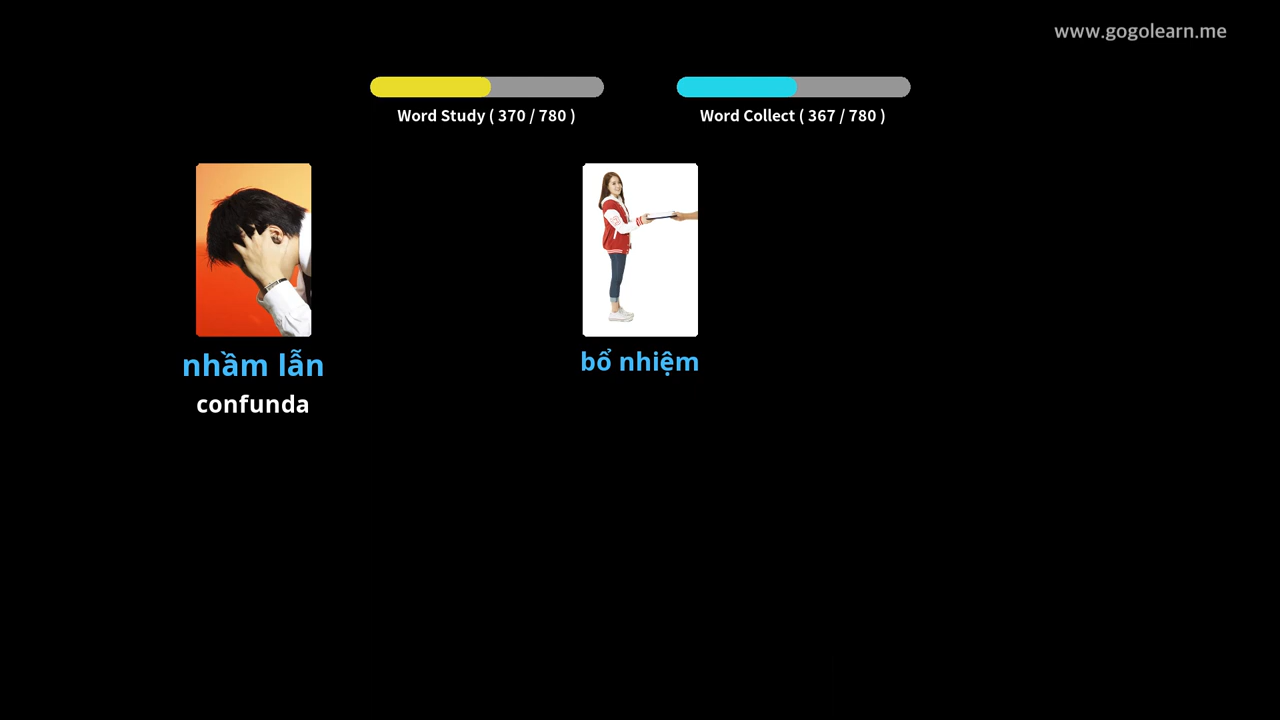 www.gogolearn.me
Word Study ( 370 / 780 )
Word Collect ( 367 / 780 )
nhầm lẫn
confunda
bổ nhiệm